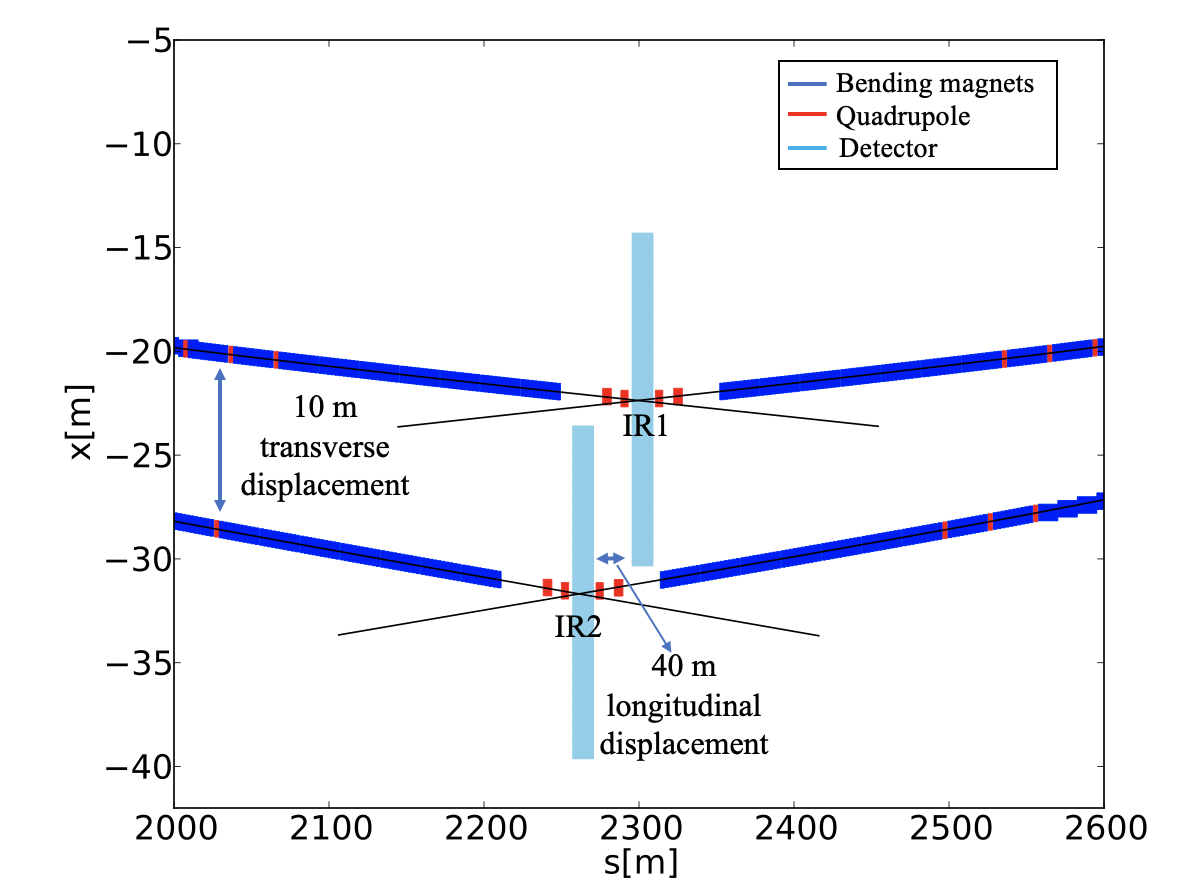 −5
−10
−15
−20
−25
−30
−35
−40
x[m]
Bending magnets
Quadrupole
Detector
10 m
transverse
displacement
IR1
IR2
40 m
longitudinal
displacement
2000 2100 2200 2300 2400 2500 2600
s[m]